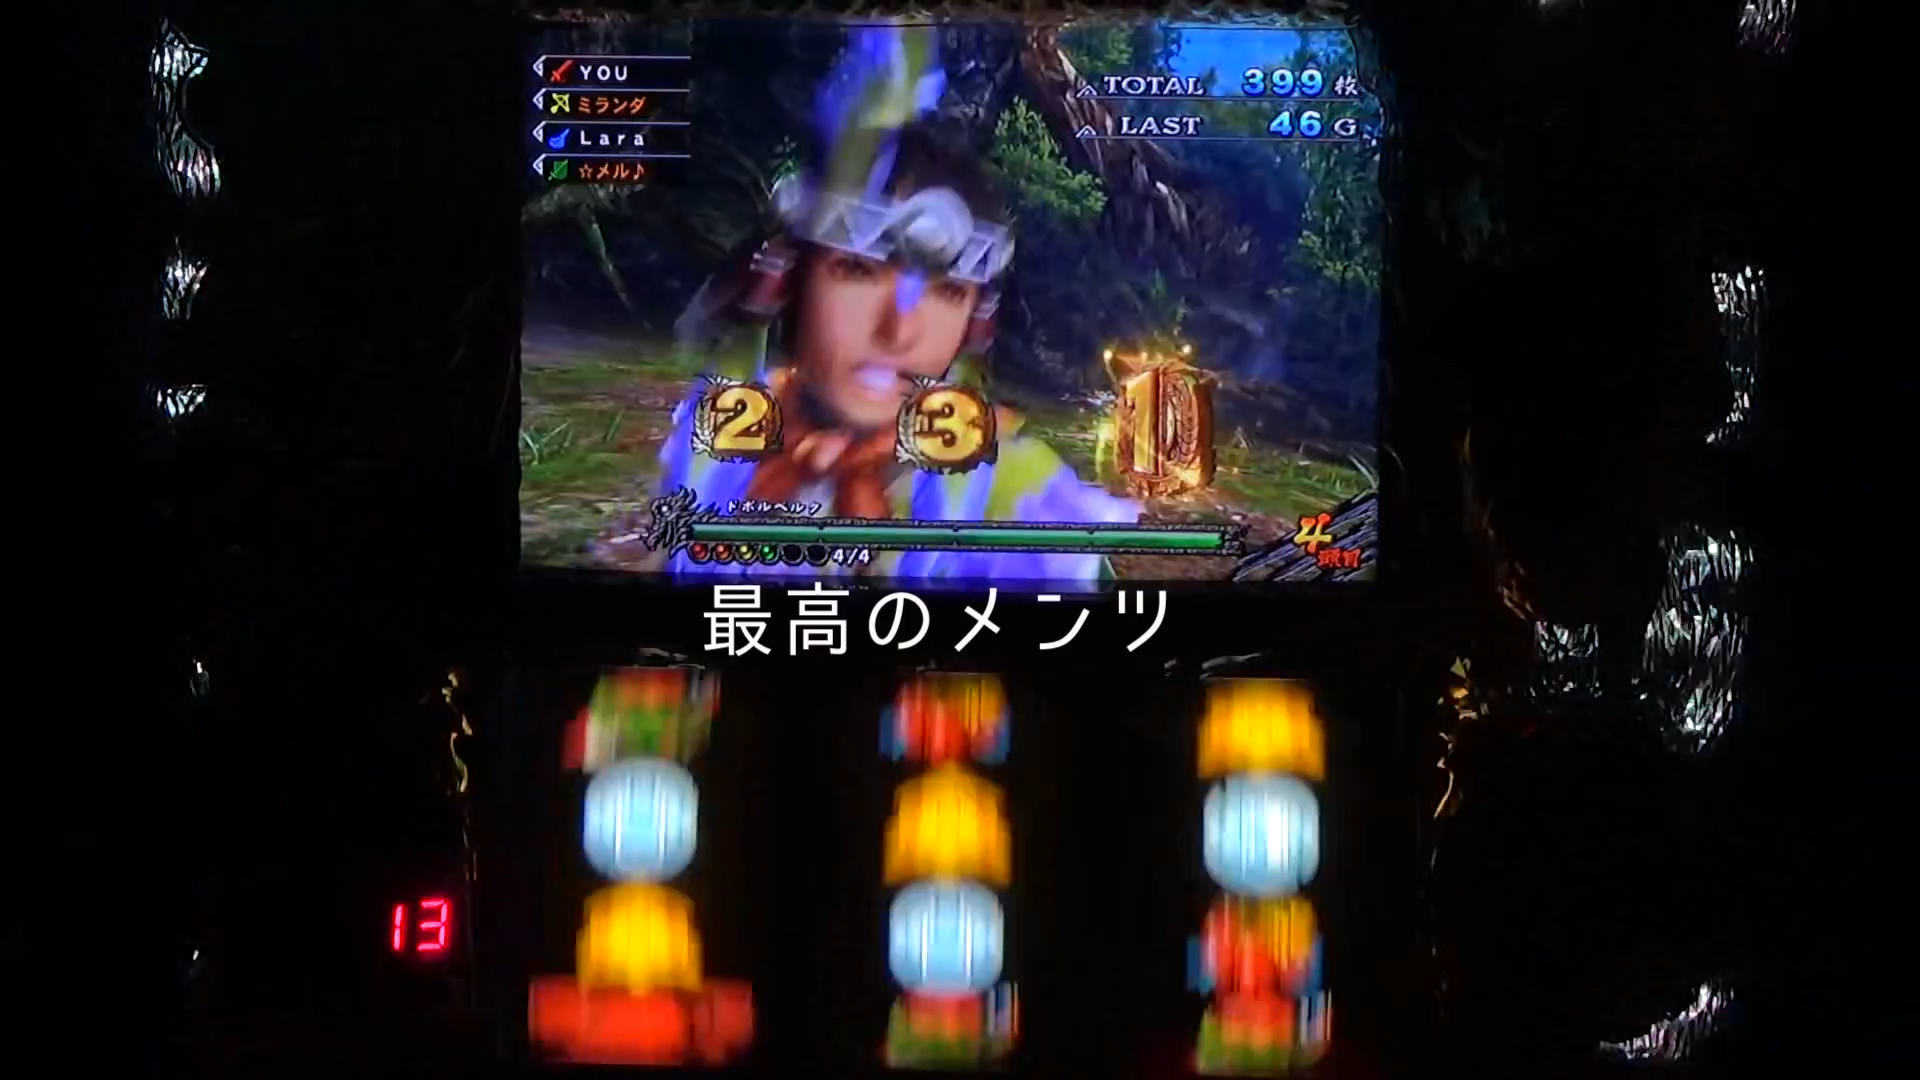 YOU
ミランダ
Lara
☆メル♪
TOTAL 399枚
LAST 46G
2 3 1
ドボルベルク
4/4
4頭目
最高のメンツ
13